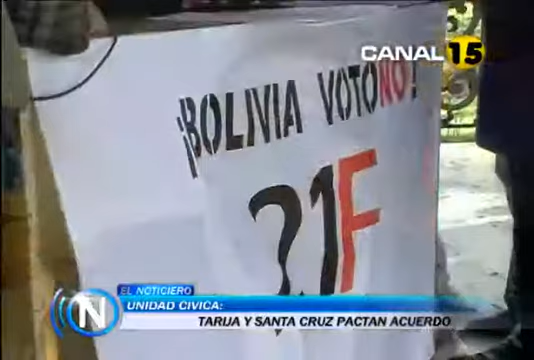 CANAL 15
¡BOLIVIA VOTO NO!
21F
EL NOTICIERO
N UNIDAD CIVICA:
TARIJA Y SANTA CRUZ PACTAN ACUERDO